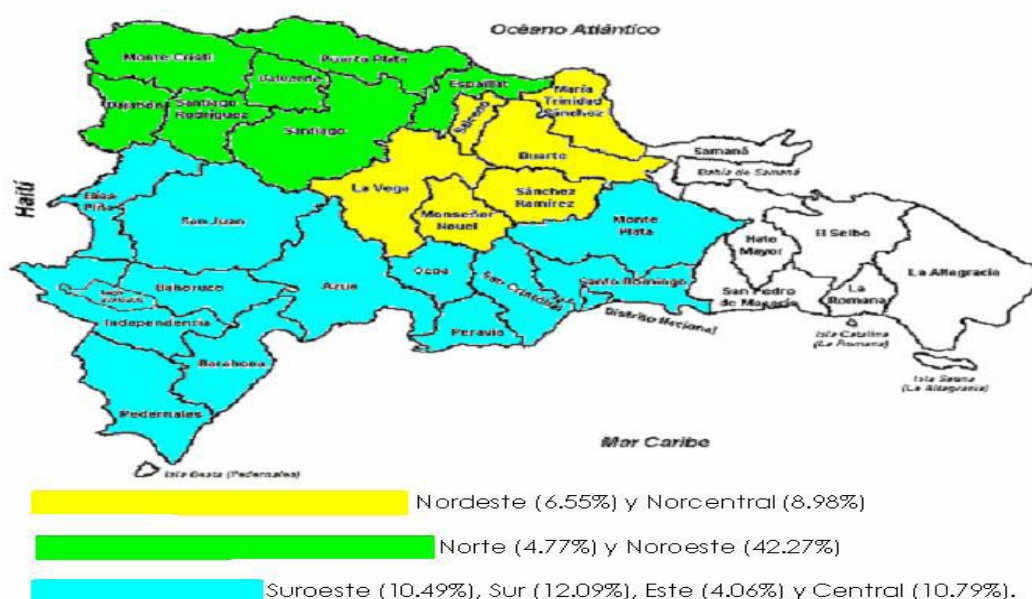 Océano Atlántico
Monte Cristi
Puerto Plata
Valverde
Espaillat
María
Trinidad
Sánchez
Dajabón
Santiago
Rodríguez
Santiago
Salcedo
Duarte
Samaná
Bahía de Samaná
Haití
Elías
Piña
San Juan
La Vega
Sánchez
Ramírez
Monseñor
Nouel
Monte
Plata
Hato
Mayor
El Seibo
La Altagracia
Azua
Ocoa
San Cristóbal
Santo Domingo
San Pedro
de Macorís
La
Romana
Bahoruco
Independencia
Peravia
Distrito Nacional
Isla Catalina
(La Romana)
Barahona
Isla Saona
(La Altagracia)
Pedernales
Mar Caribe
Isla Beata (Pedernales)
Nordeste (6.55%) y Norcentral (8.98%)
Norte (4.77%) y Noroeste (42.27%)
Suroeste (10.49%), Sur (12.09%), Este (4.06%) y Central (10.79%).